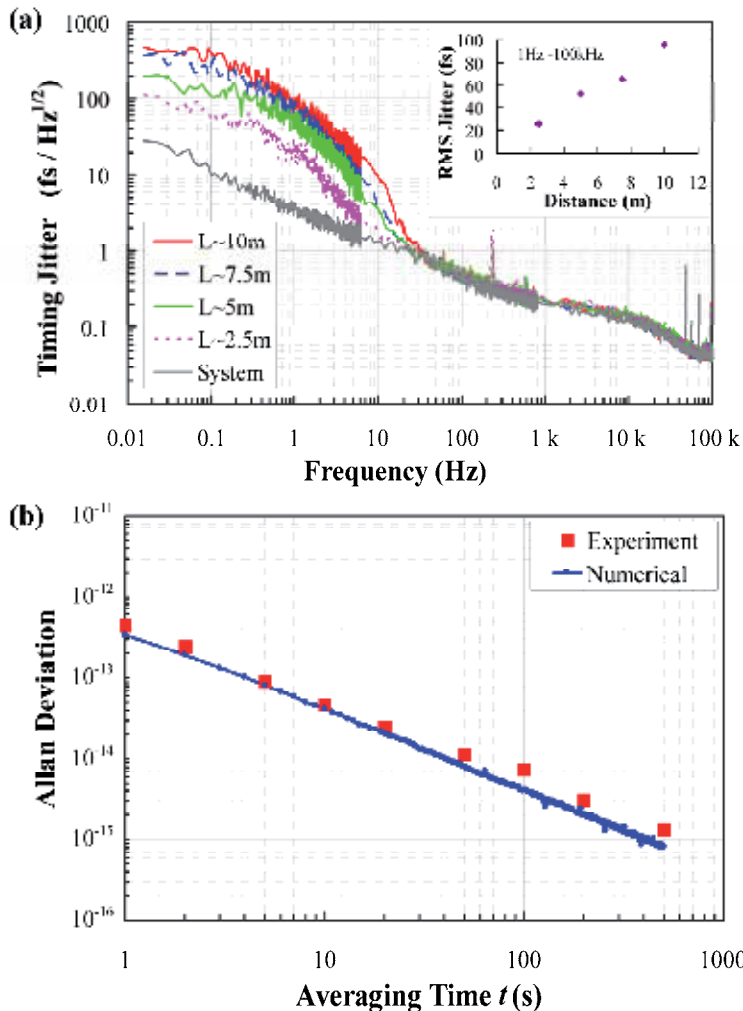 (a)
1000
100
10
1
0.1
0.01
Timing Jitter (fs / Hz1/2)
L~10m
L~7.5m
L~5m
L~2.5m
System
0.01 0.1 1 10 100 1 k 10 k 100 k
Frequency (Hz)
100
80
60
40
20
0
RMS Jitter (fs)
1Hz -100kHz
0 2 4 6 8 10 12
Distance (m)
(b)
10-11
10-12
10-13
10-14
10-15
10-16
Allan Deviation
Experiment
Numerical
1 10 100 1000
Averaging Time t (s)